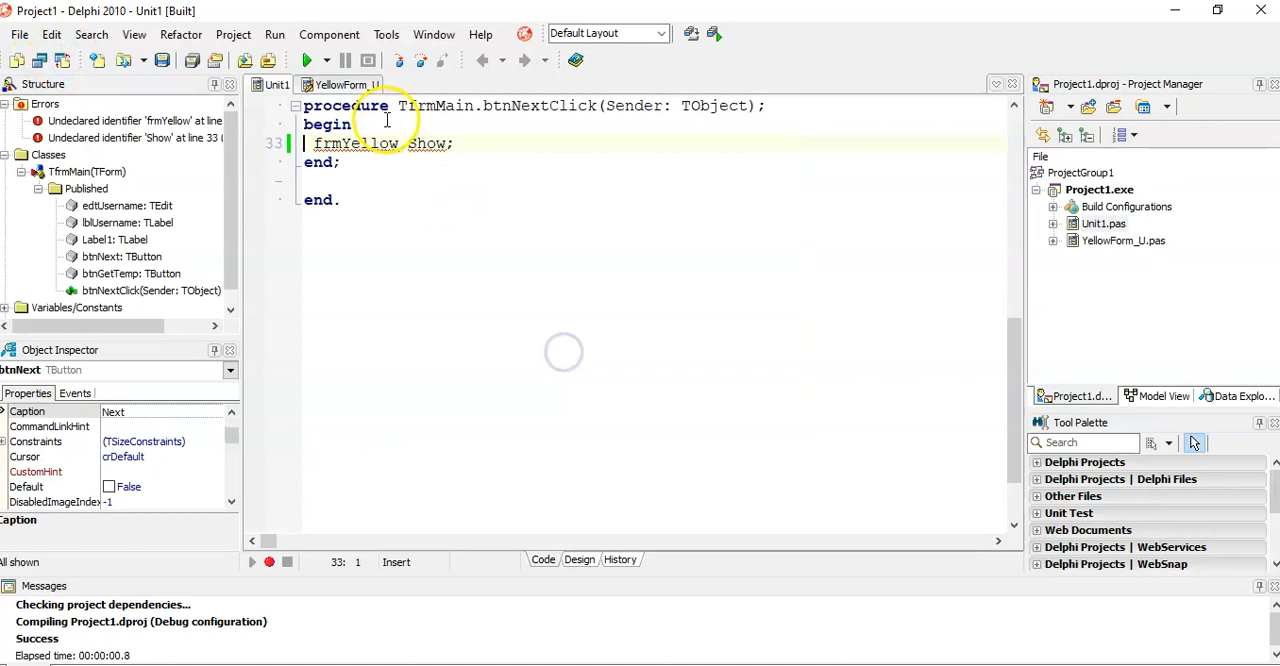 Project1 - Delphi 2010 - Unit1 [Built]
File Edit Search View Refactor Project Run Component Tools Window Help Default Layout
Unit1 YellowForm_U
Structure
Errors
Undeclared identifier 'frmYellow' at line
Undeclared identifier 'Show' at line 33 (
Classes
TfrmMain(TForm)
Published
edtUsername: TEdit
lblUsername: TLabel
Label1: TLabel
btnNext: TButton
btnGetTemp: TButton
btnNextClick(Sender: TObject)
Variables/Constants
Object Inspector
btnNext TButton
Properties Events
Caption Next
CommandLinkHint
Constraints (TSizeConstraints)
Cursor crDefault
CustomHint
Default False
DisabledImageIndex -1
Caption
All shown
procedure TfrmMain.btnNextClick(Sender: TObject);
begin
33 frmYellow.Show;
end;
end.
33: 1 Insert Code Design History
Project1.dproj - Project Manager
File
ProjectGroup1
Project1.exe
Build Configurations
Unit1.pas
YellowForm_U.pas
Project1.d... Model View Data Explo...
Tool Palette
Search
Delphi Projects
Delphi Projects | Delphi Files
Other Files
Unit Test
Web Documents
Delphi Projects | WebServices
Delphi Projects | WebSnap
Messages
Checking project dependencies...
Compiling Project1.dproj (Debug configuration)
Success
Elapsed time: 00:00:00.8